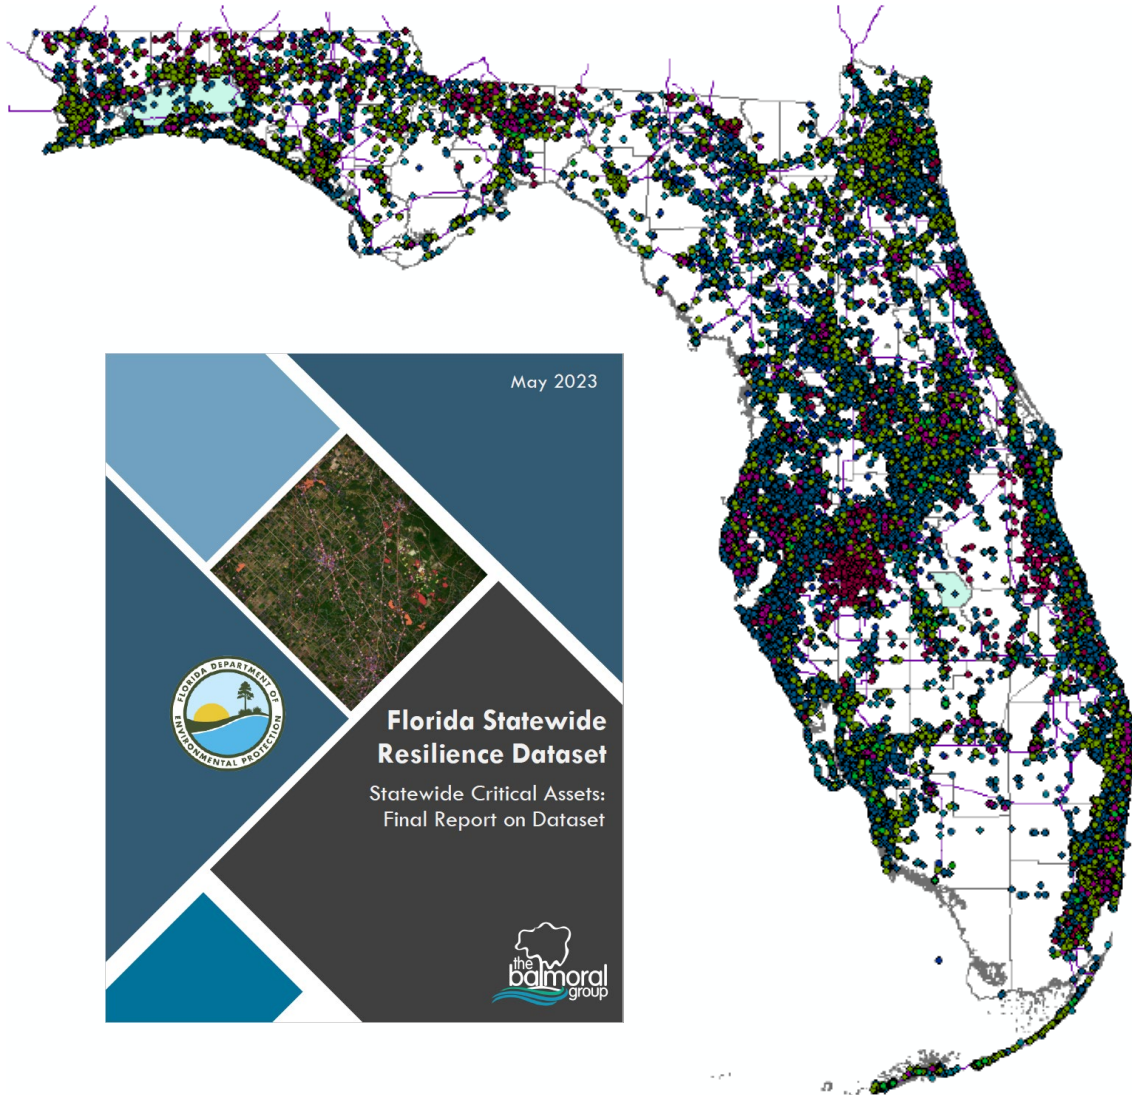 May 2023
FLORIDA DEPARTMENT OF
ENVIRONMENTAL PROTECTION
Florida Statewide
Resilience Dataset
Statewide Critical Assets:
Final Report on Dataset
the
balmoral
group